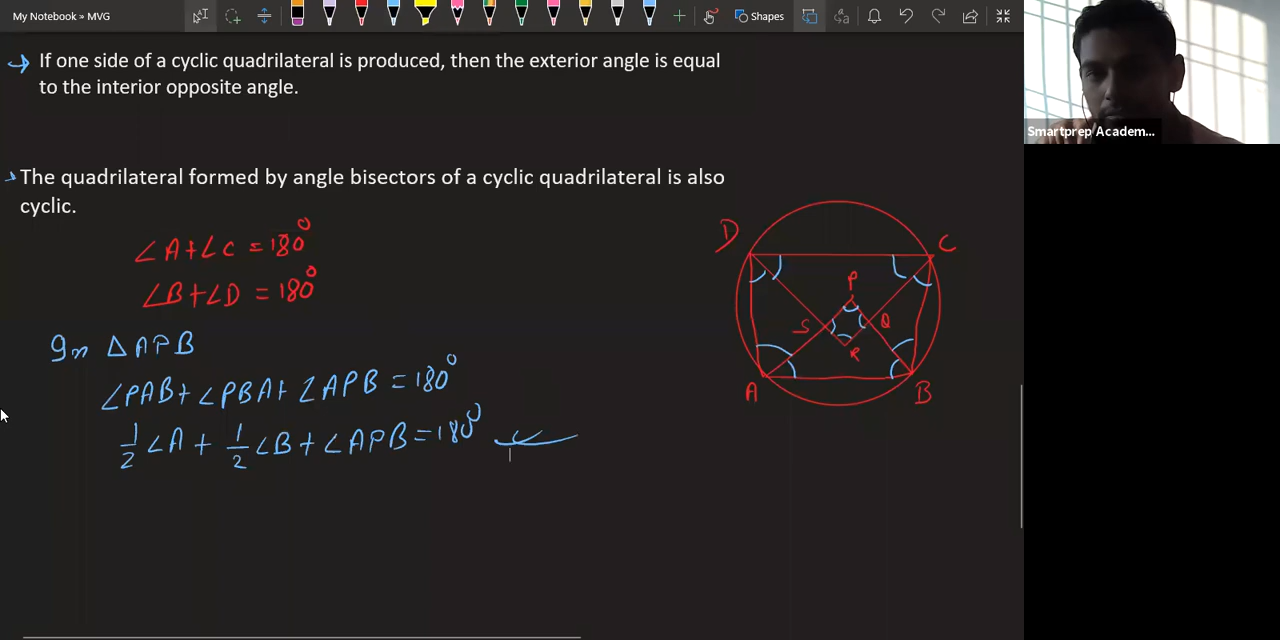 My Notebook » MVG
Shapes
If one side of a cyclic quadrilateral is produced, then the exterior angle is equal
to the interior opposite angle.
Smartprep Academ...
The quadrilateral formed by angle bisectors of a cyclic quadrilateral is also
cyclic.
∠A+∠C = 180°
∠B+∠D = 180°
In △APB
∠PAB+∠PBA+∠APB = 180°
1/2 ∠A + 1/2 ∠B + ∠APB = 180°
D
C
P
S
Q
R
A
B